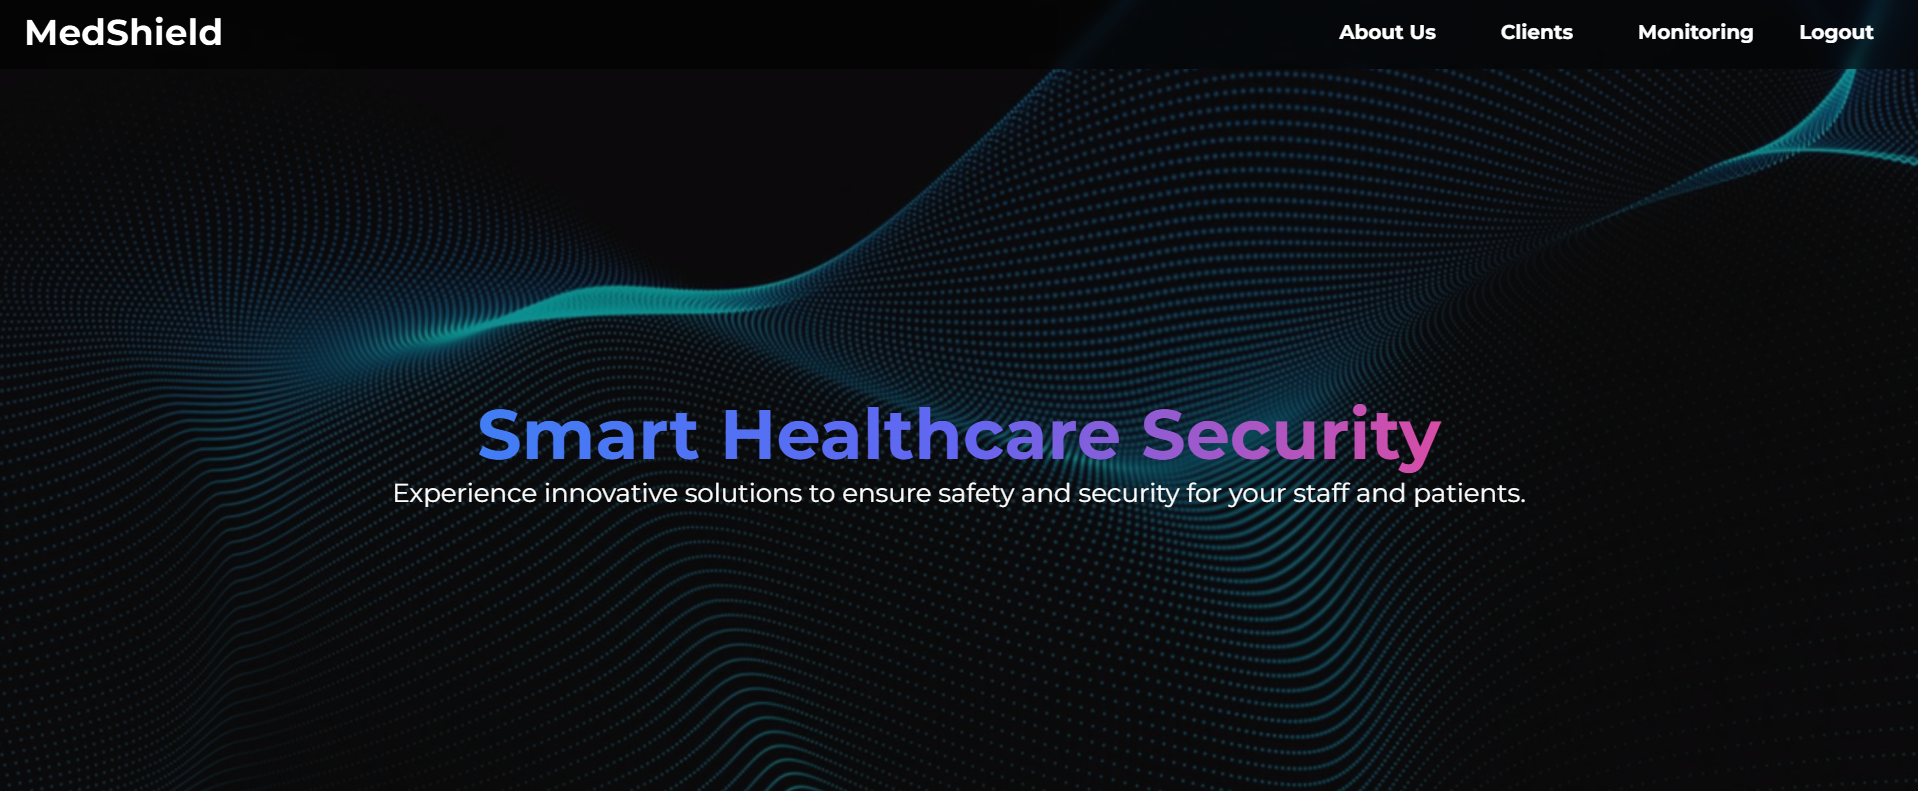 MedShield
About Us Clients Monitoring Logout
Smart Healthcare Security
Experience innovative solutions to ensure safety and security for your staff and patients.